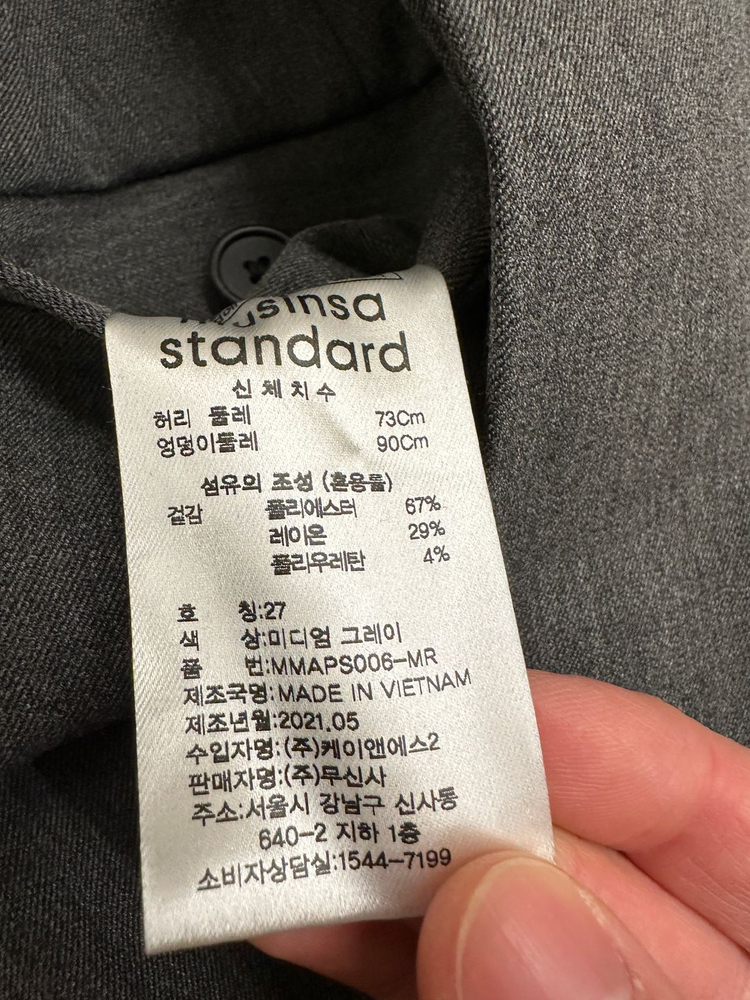 standard
신체치수
허리 둘레 73Cm
엉덩이둘레 90Cm
섬유의 조성 (혼용률)
겉감 폴리에스터 67%
레이온 29%
폴리우레탄 4%
호 칭:27
색 상:미디엄 그레이
품 번:MMAPS006-MR
제조국명:MADE IN VIETNAM
제조년월:2021.05
수입자명:(주)케이앤에스2
판매자명:(주)무신사
주소:서울시 강남구 신사동
640-2 지하 1층
소비자상담실:1544-7199